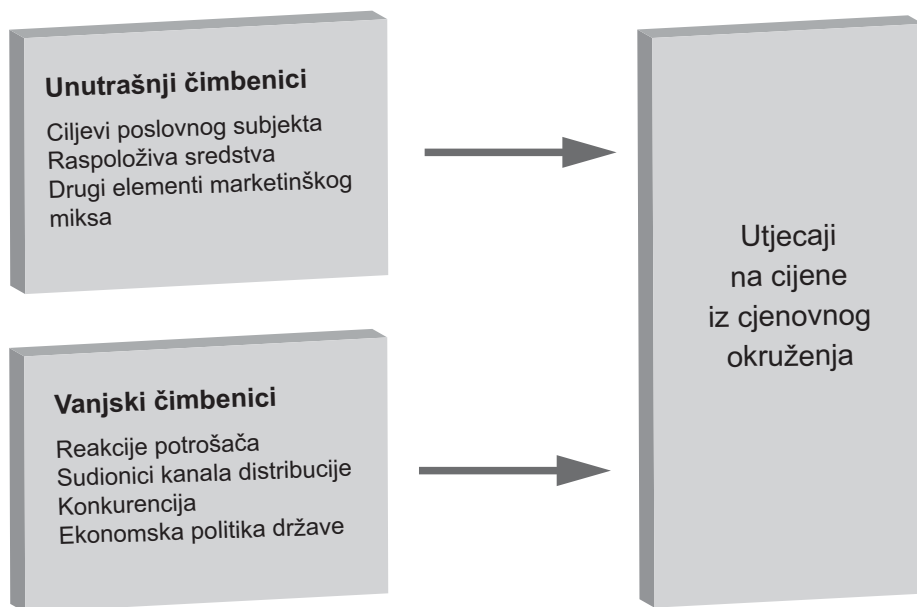 Unutrašnji čimbenici
Ciljevi poslovnog subjekta
Raspoloživa sredstva
Drugi elementi marketinškog
miksa
Vanjski čimbenici
Reakcije potrošača
Sudionici kanala distribucije
Konkurencija
Ekonomska politika države
Utjecaji
na cijene
iz cjenovnog
okruženja